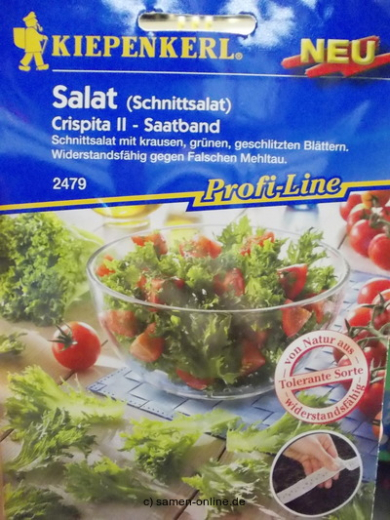 KIEPENKERL®
NEU
Salat (Schnittsalat)
Crispita II - Saatband
Schnittsalat mit krausen, grünen, geschlitzten Blättern.
Widerstandsfähig gegen Falschen Mehltau.
2479
Profi-Line
von Natur aus
Tolerante Sorte
-widerstandsfähig-
c) samen-online.de